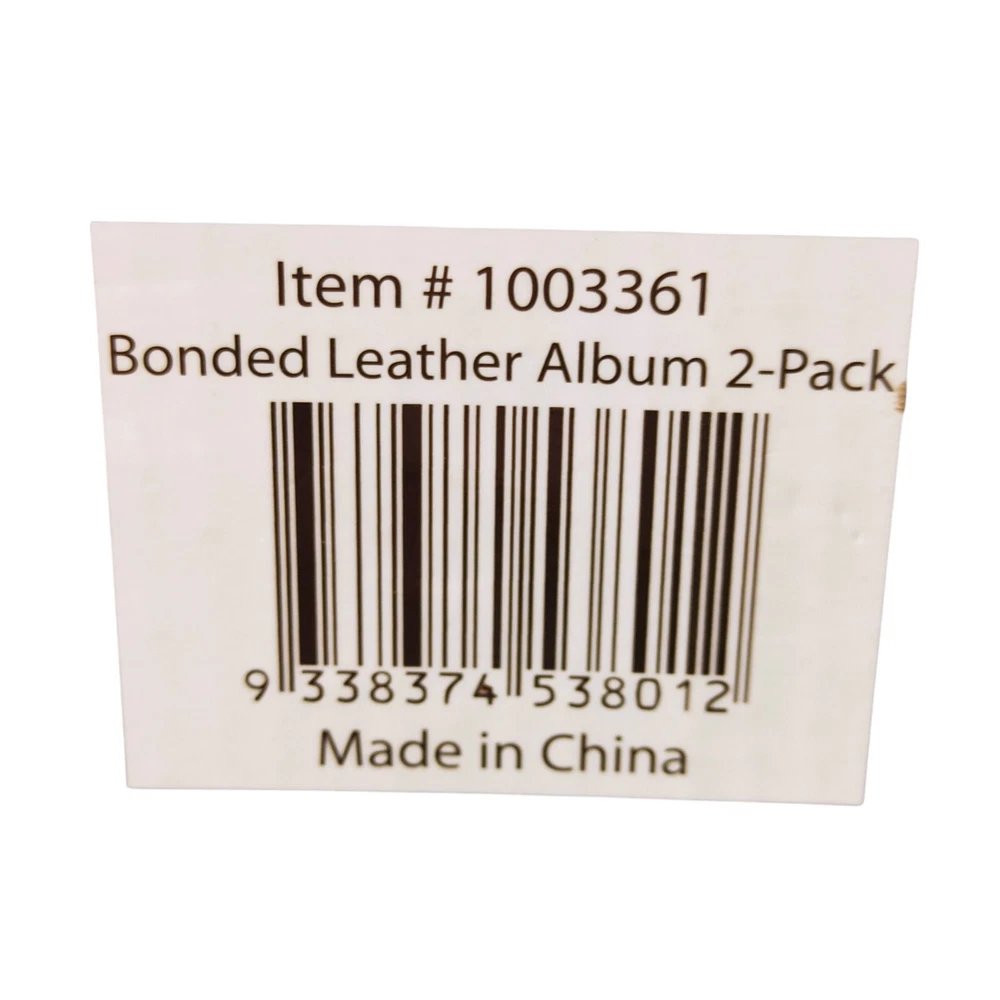 Item # 1003361
Bonded Leather Album 2-Pack
9 338374 538012
Made in China